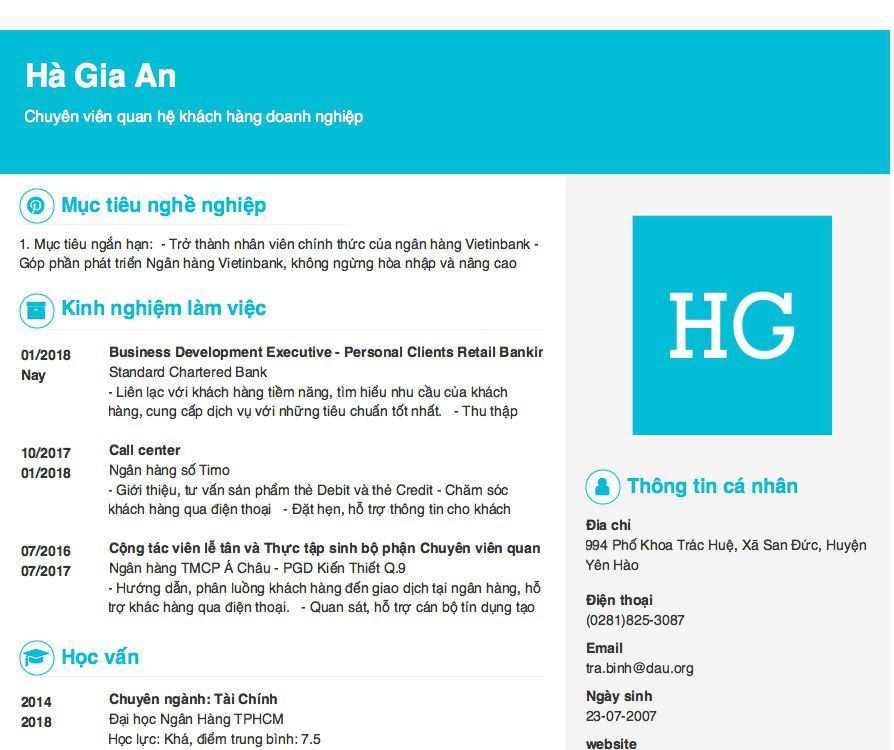 Hà Gia An
Chuyên viên quan hệ khách hàng doanh nghiệp
Mục tiêu nghề nghiệp
1. Mục tiêu ngắn hạn:  - Trở thành nhân viên chính thức của ngân hàng Vietinbank -
Góp phần phát triển Ngân hàng Vietinbank, không ngừng hòa nhập và nâng cao
Kinh nghiệm làm việc
01/2018
Nay
Business Development Executive - Personal Clients Retail Bankin
Standard Chartered Bank
- Liên lạc với khách hàng tiềm năng, tìm hiểu nhu cầu của khách
hàng, cung cấp dịch vụ với những tiêu chuẩn tốt nhất.   - Thu thập
10/2017
01/2018
Call center
Ngân hàng số Timo
- Giới thiệu, tư vấn sản phẩm thẻ Debit và thẻ Credit - Chăm sóc
khách hàng qua điện thoại   - Đặt hẹn, hỗ trợ thông tin cho khách
07/2016
07/2017
Cộng tác viên lễ tân và Thực tập sinh bộ phận Chuyên viên quan
Ngân hàng TMCP Á Châu - PGD Kiến Thiết Q.9
- Hướng dẫn, phân luồng khách hàng đến giao dịch tại ngân hàng, hỗ
trợ khác hàng qua điện thoại.   - Quan sát, hỗ trợ cán bộ tín dụng tạo
Học vấn
2014
2018
Chuyên ngành: Tài Chính
Đại học Ngân Hàng TPHCM
Học lực: Khá, điểm trung bình: 7.5
HG
Thông tin cá nhân
Địa chỉ
994 Phố Khoa Trác Huệ, Xã San Đức, Huyện
Yên Hào
Điện thoại
(0281)825-3087
Email
tra.binh@dau.org
Ngày sinh
23-07-2007
website